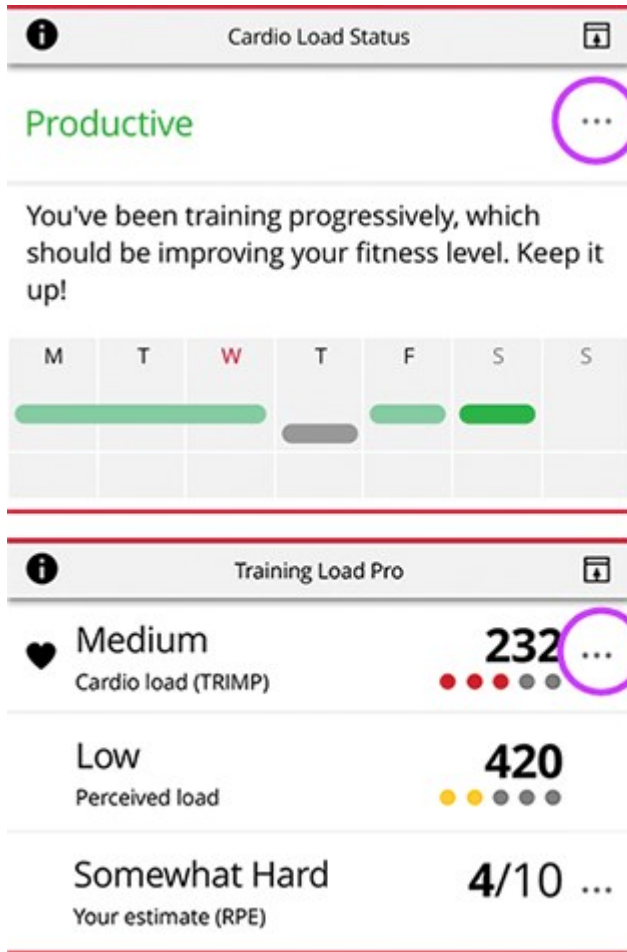 Cardio Load Status
Productive
You've been training progressively, which
should be improving your fitness level. Keep it
up!
M T W T F S S
Training Load Pro
Medium 232
Cardio load (TRIMP)
Low 420
Perceived load
Somewhat Hard 4/10
Your estimate (RPE)